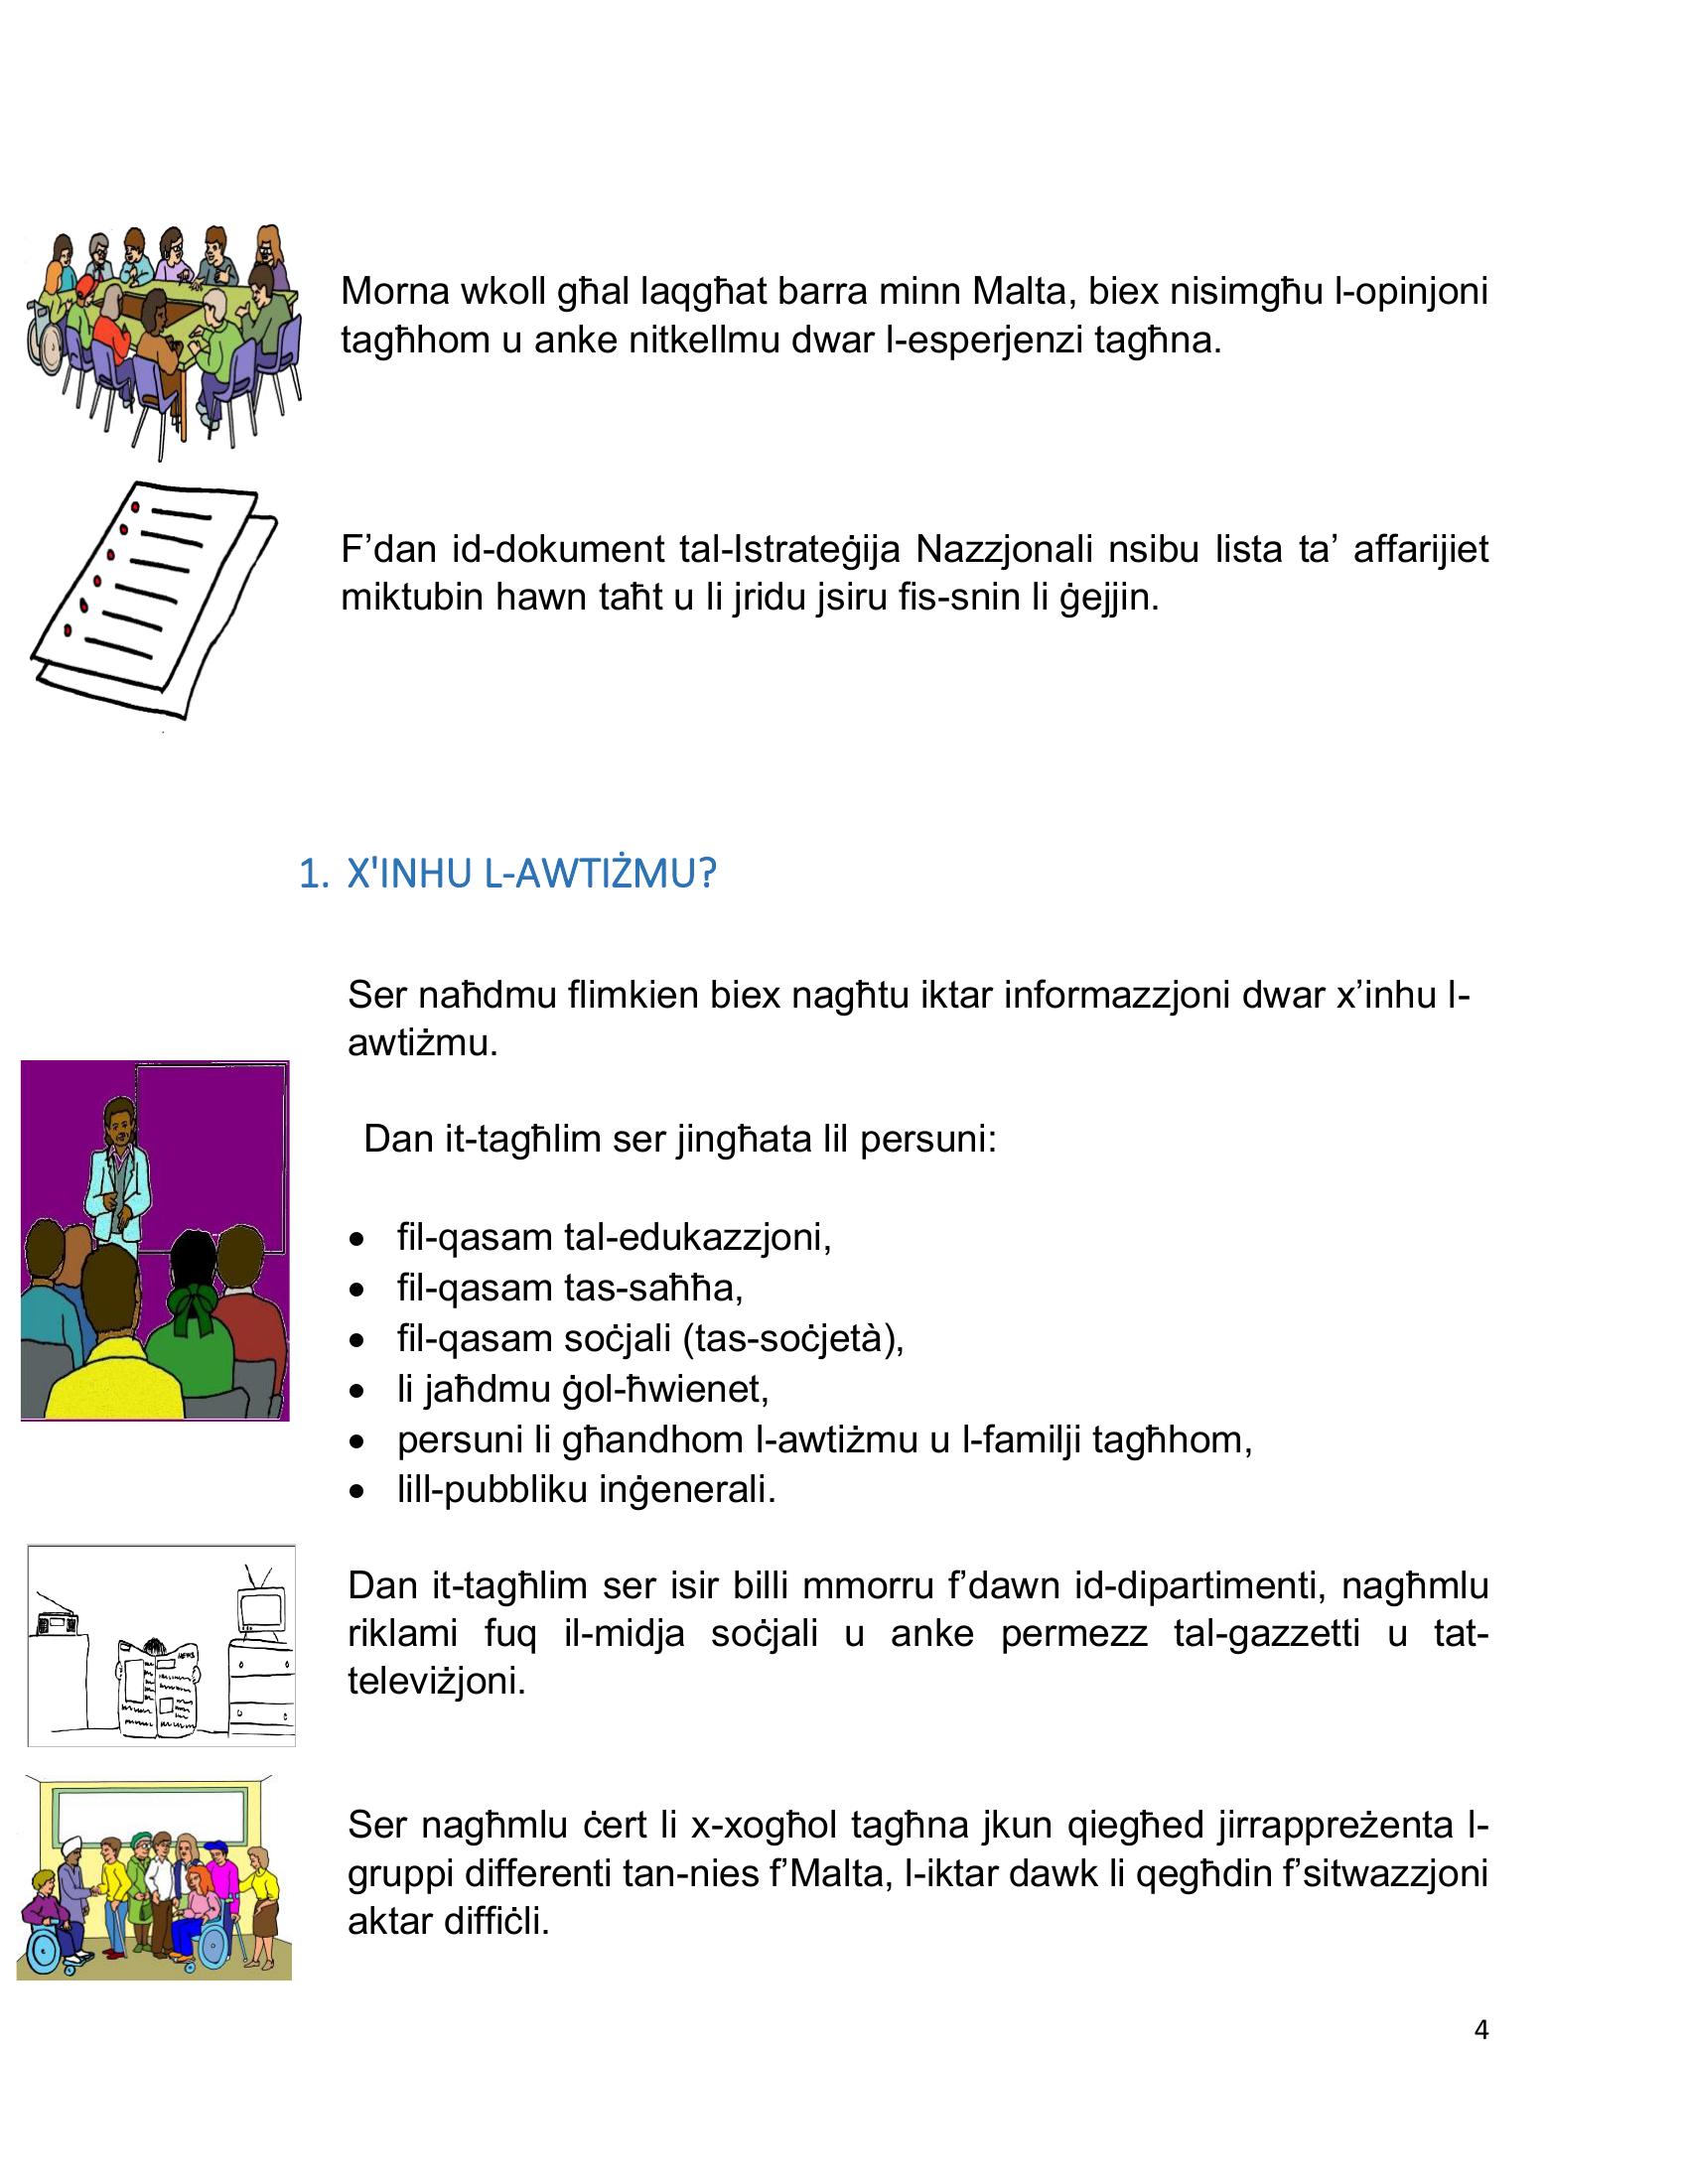 Morna wkoll għal laqgħat barra minn Malta, biex nisimgħu l-opinjoni
tagħhom u anke nitkellmu dwar l-esperjenzi tagħna.
F’dan id-dokument tal-Istrateġija Nazzjonali nsibu lista ta’ affarijiet
miktubin hawn taħt u li jridu jsiru fis-snin li ġejjin.
1. X'INHU L-AWTIŻMU?
Ser naħdmu flimkien biex nagħtu iktar informazzjoni dwar x’inhu l-
awtiżmu.
Dan it-tagħlim ser jingħata lil persuni:
• fil-qasam tal-edukazzjoni,
• fil-qasam tas-saħħa,
• fil-qasam soċjali (tas-soċjetà),
• li jaħdmu ġol-ħwienet,
• persuni li għandhom l-awtiżmu u l-familji tagħhom,
• lill-pubbliku inġenerali.
NEWS
Dan it-tagħlim ser isir billi mmorru f’dawn id-dipartimenti, nagħmlu
riklami fuq il-midja soċjali u anke permezz tal-gazzetti u tat-
televiżjoni.
Ser nagħmlu ċert li x-xogħol tagħna jkun qiegħed jirrappreżenta l-
gruppi differenti tan-nies f’Malta, l-iktar dawk li qegħdin f’sitwazzjoni
aktar diffiċli.
4